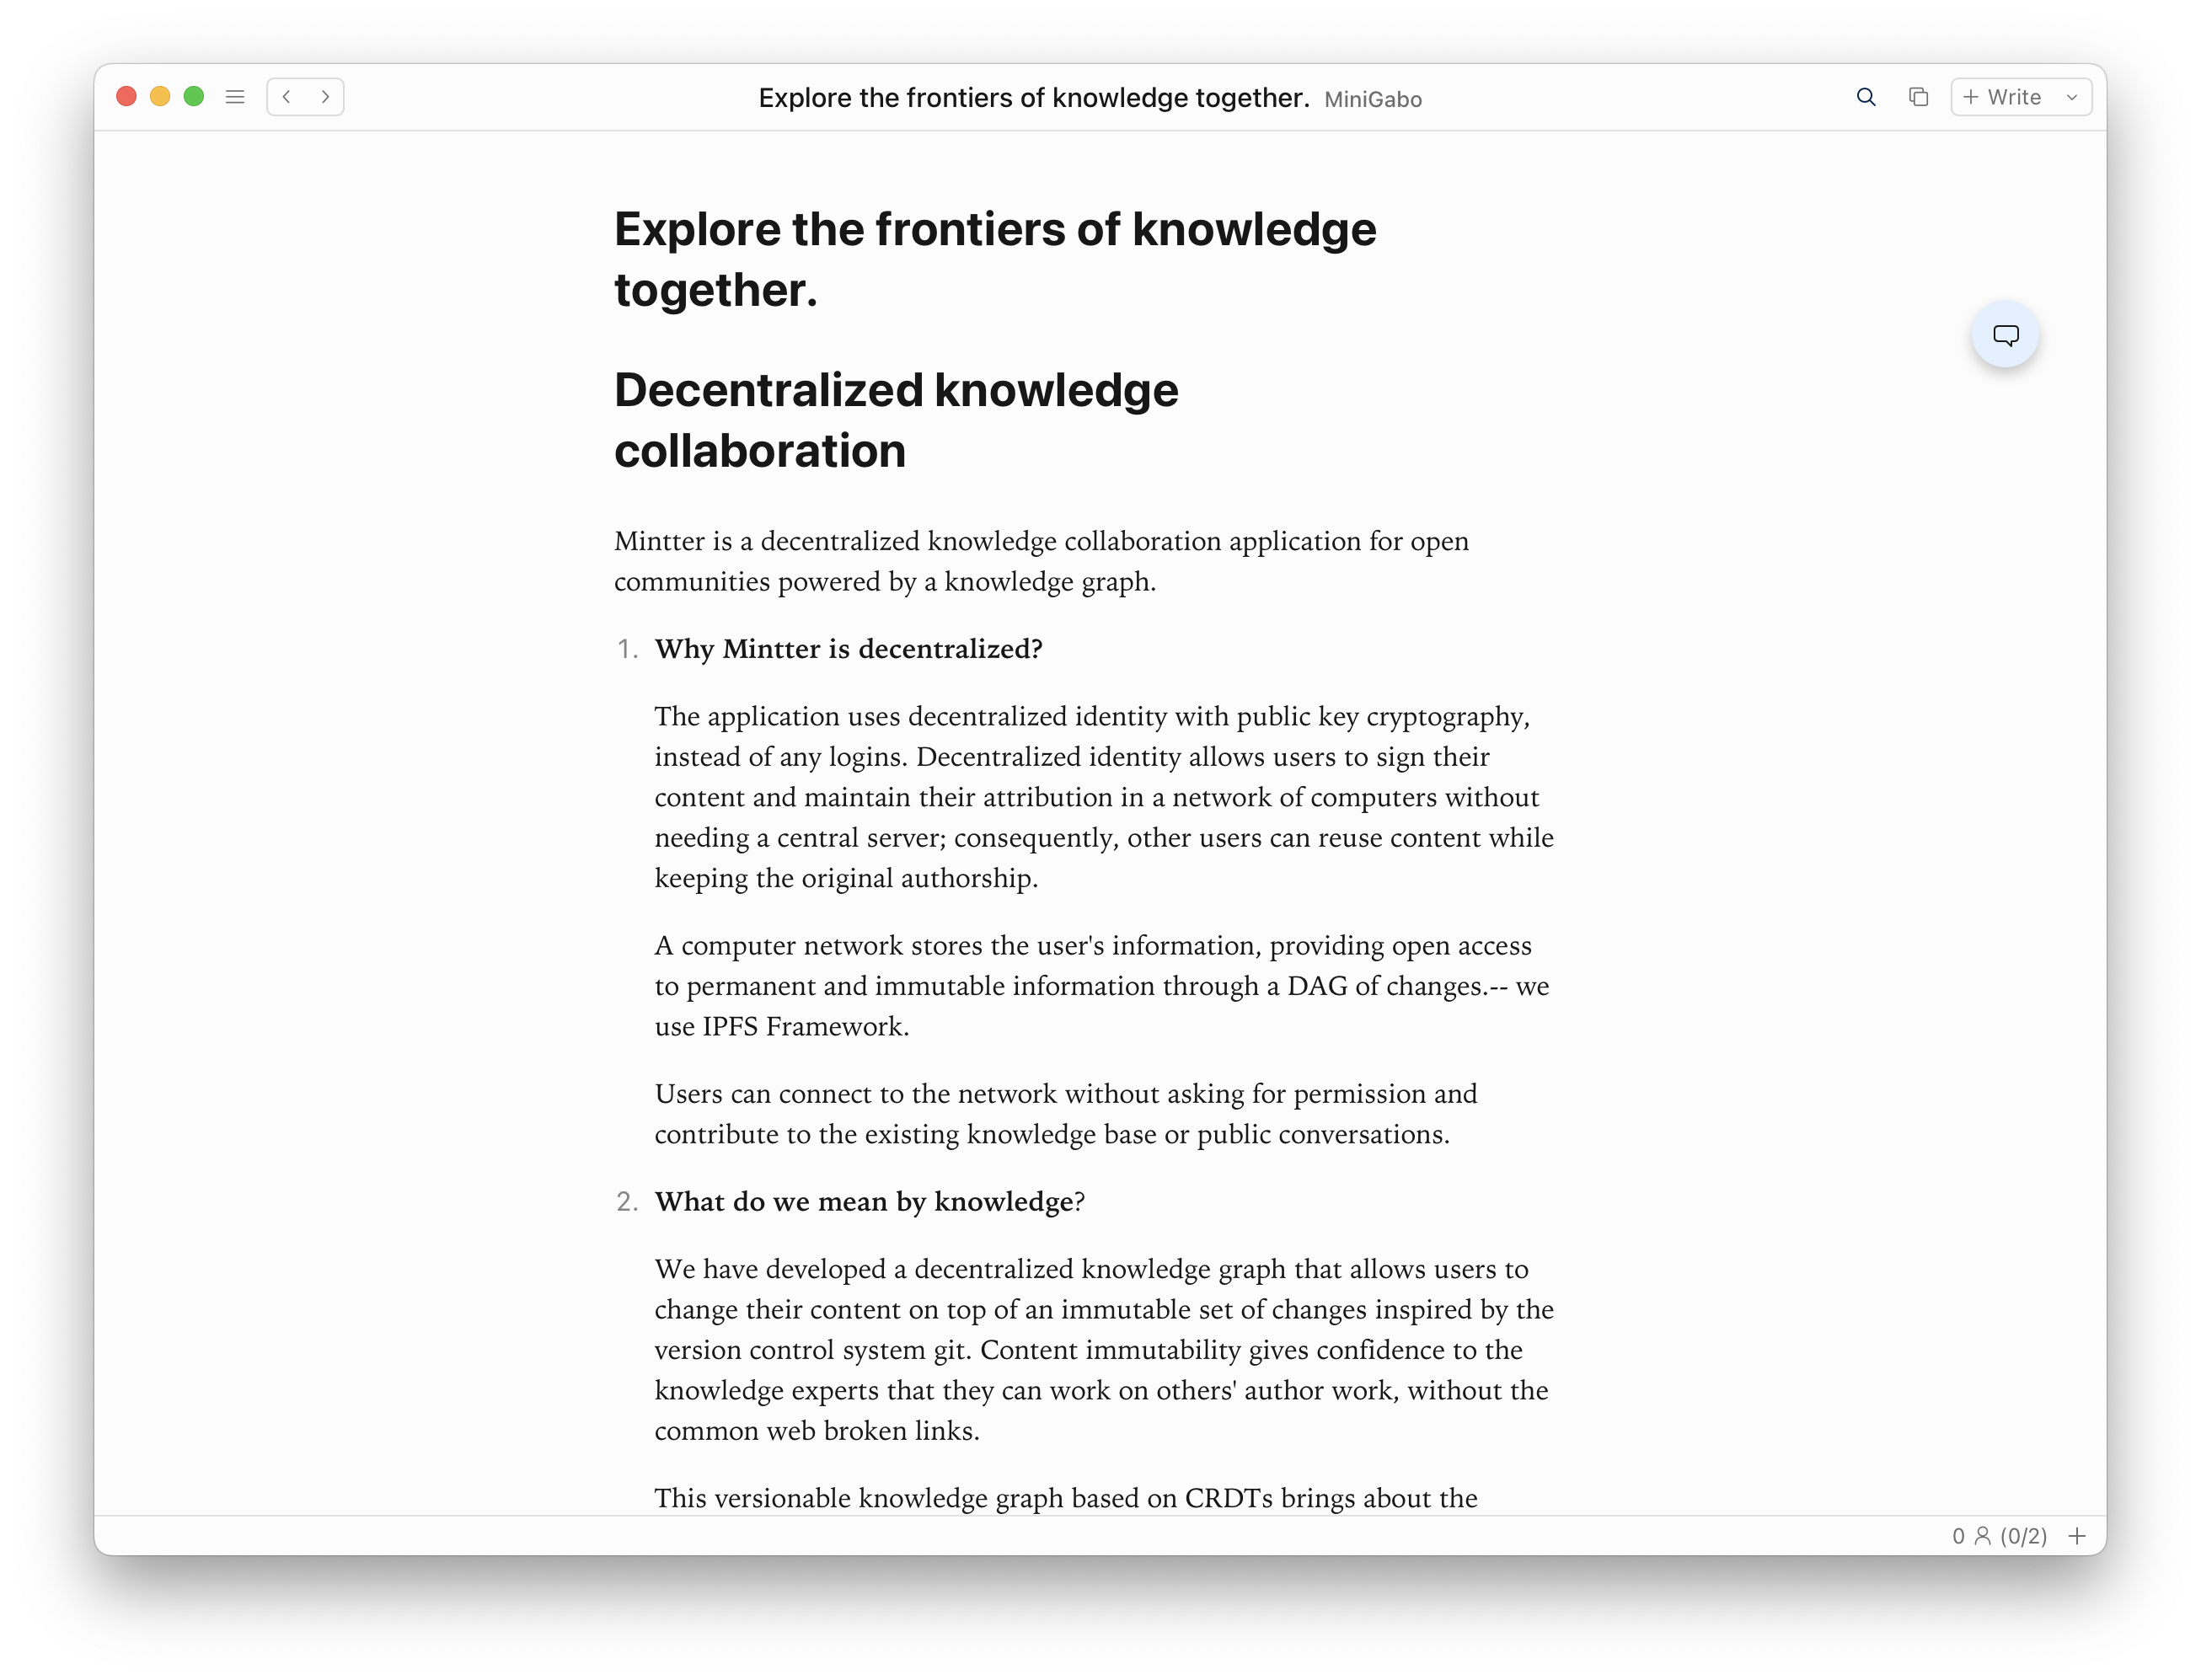 Explore the frontiers of knowledge together. MiniGabo
+ Write
Explore the frontiers of knowledge
together.
Decentralized knowledge
collaboration
Mintter is a decentralized knowledge collaboration application for open
communities powered by a knowledge graph.
1. Why Mintter is decentralized?
The application uses decentralized identity with public key cryptography,
instead of any logins. Decentralized identity allows users to sign their
content and maintain their attribution in a network of computers without
needing a central server; consequently, other users can reuse content while
keeping the original authorship.
A computer network stores the user's information, providing open access
to permanent and immutable information through a DAG of changes.-- we
use IPFS Framework.
Users can connect to the network without asking for permission and
contribute to the existing knowledge base or public conversations.
2. What do we mean by knowledge?
We have developed a decentralized knowledge graph that allows users to
change their content on top of an immutable set of changes inspired by the
version control system git. Content immutability gives confidence to the
knowledge experts that they can work on others' author work, without the
common web broken links.
This versionable knowledge graph based on CRDTs brings about the
0 (0/2) +